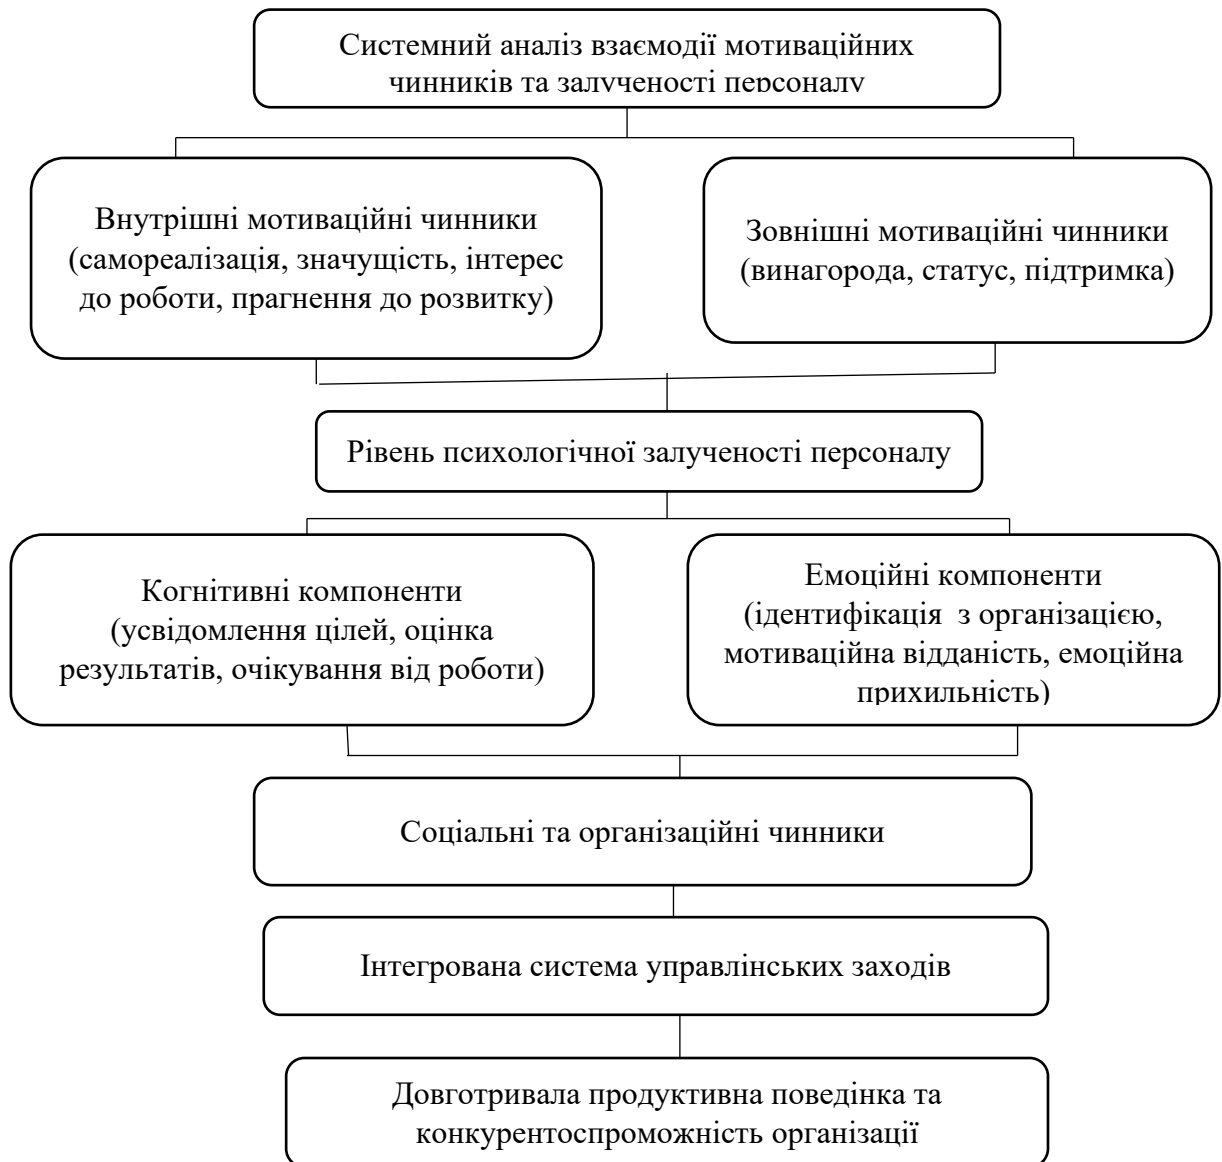 Системний аналіз взаємодії мотиваційних
чинників та залученості персоналу
Внутрішні мотиваційні чинники
(самореалізація, значущість, інтерес
до роботи, прагнення до розвитку)
Зовнішні мотиваційні чинники
(винагорода, статус, підтримка)
Рівень психологічної залученості персоналу
Когнітивні компоненти
(усвідомлення цілей, оцінка
результатів, очікування від роботи)
Емоційні компоненти
(ідентифікація з організацією,
мотиваційна відданість, емоційна
прихильність)
Соціальні та організаційні чинники
Інтегрована система управлінських заходів
Довготривала продуктивна поведінка та
конкурентоспроможність організації